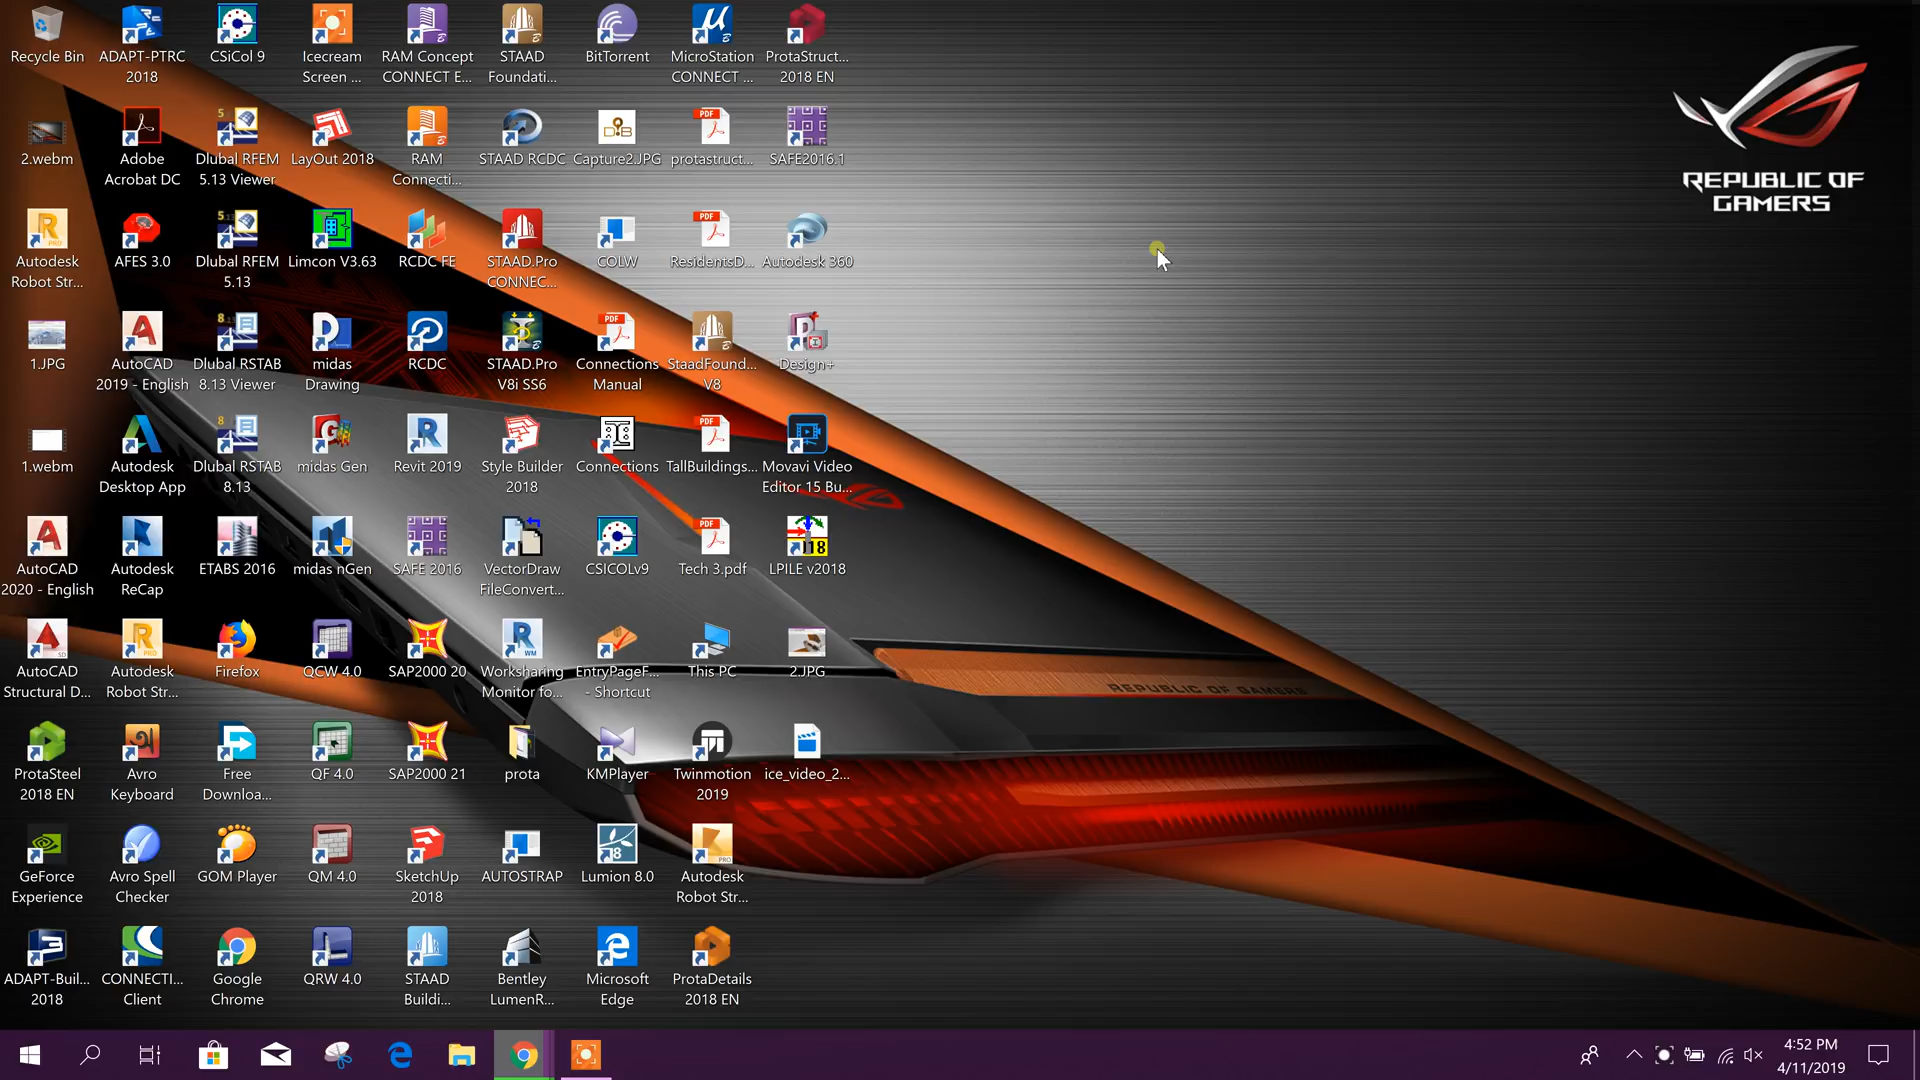 Recycle Bin
ADAPT-PTRC
2018
CSiCol 9
Icecream
Screen ...
RAM Concept
CONNECT E...
STAAD
Foundati...
BitTorrent
MicroStation
CONNECT ...
ProtaStruct...
2018 EN
2.webm
Adobe
Acrobat DC
Dlubal RFEM
5.13 Viewer
LayOut 2018
RAM
Connecti...
STAAD RCDC
Capture2.JPG
protastruct...
SAFE2016.1
Autodesk
Robot Str...
AFES 3.0
Dlubal RFEM
5.13
Limcon V3.63
RCDC FE
STAAD.Pro
CONNEC...
COLW
ResidentsD...
Autodesk 360
1.JPG
AutoCAD
2019 - English
Dlubal RSTAB
8.13 Viewer
midas
Drawing
RCDC
STAAD.Pro
V8i SS6
Connections
Manual
StaadFound...
V8
Design+
1.webm
Autodesk
Desktop App
Dlubal RSTAB
8.13
midas Gen
Revit 2019
Style Builder
2018
Connections
TallBuildings...
Movavi Video
Editor 15 Bu...
AutoCAD
2020 - English
Autodesk
ReCap
ETABS 2016
midas nGen
SAFE 2016
VectorDraw
FileConvert...
CSICOLv9
Tech 3.pdf
LPILE v2018
AutoCAD
Structural D...
Autodesk
Robot Str...
Firefox
QCW 4.0
SAP2000 20
Worksharing
Monitor fo...
EntryPageF...
- Shortcut
This PC
2.JPG
ProtaSteel
2018 EN
Avro
Keyboard
Free
Downloa...
QF 4.0
SAP2000 21
prota
KMPlayer
Twinmotion
2019
ice_video_2...
GeForce
Experience
Avro Spell
Checker
GOM Player
QM 4.0
SketchUp
2018
AUTOSTRAP
Lumion 8.0
Autodesk
Robot Str...
ADAPT-Buil...
2018
CONNECTI...
Client
Google
Chrome
QRW 4.0
STAAD
Buildi...
Bentley
LumenR...
Microsoft
Edge
ProtaDetails
2018 EN
REPUBLIC OF
GAMERS
REPUBLIC OF GAMERS
4:52 PM
4/11/2019